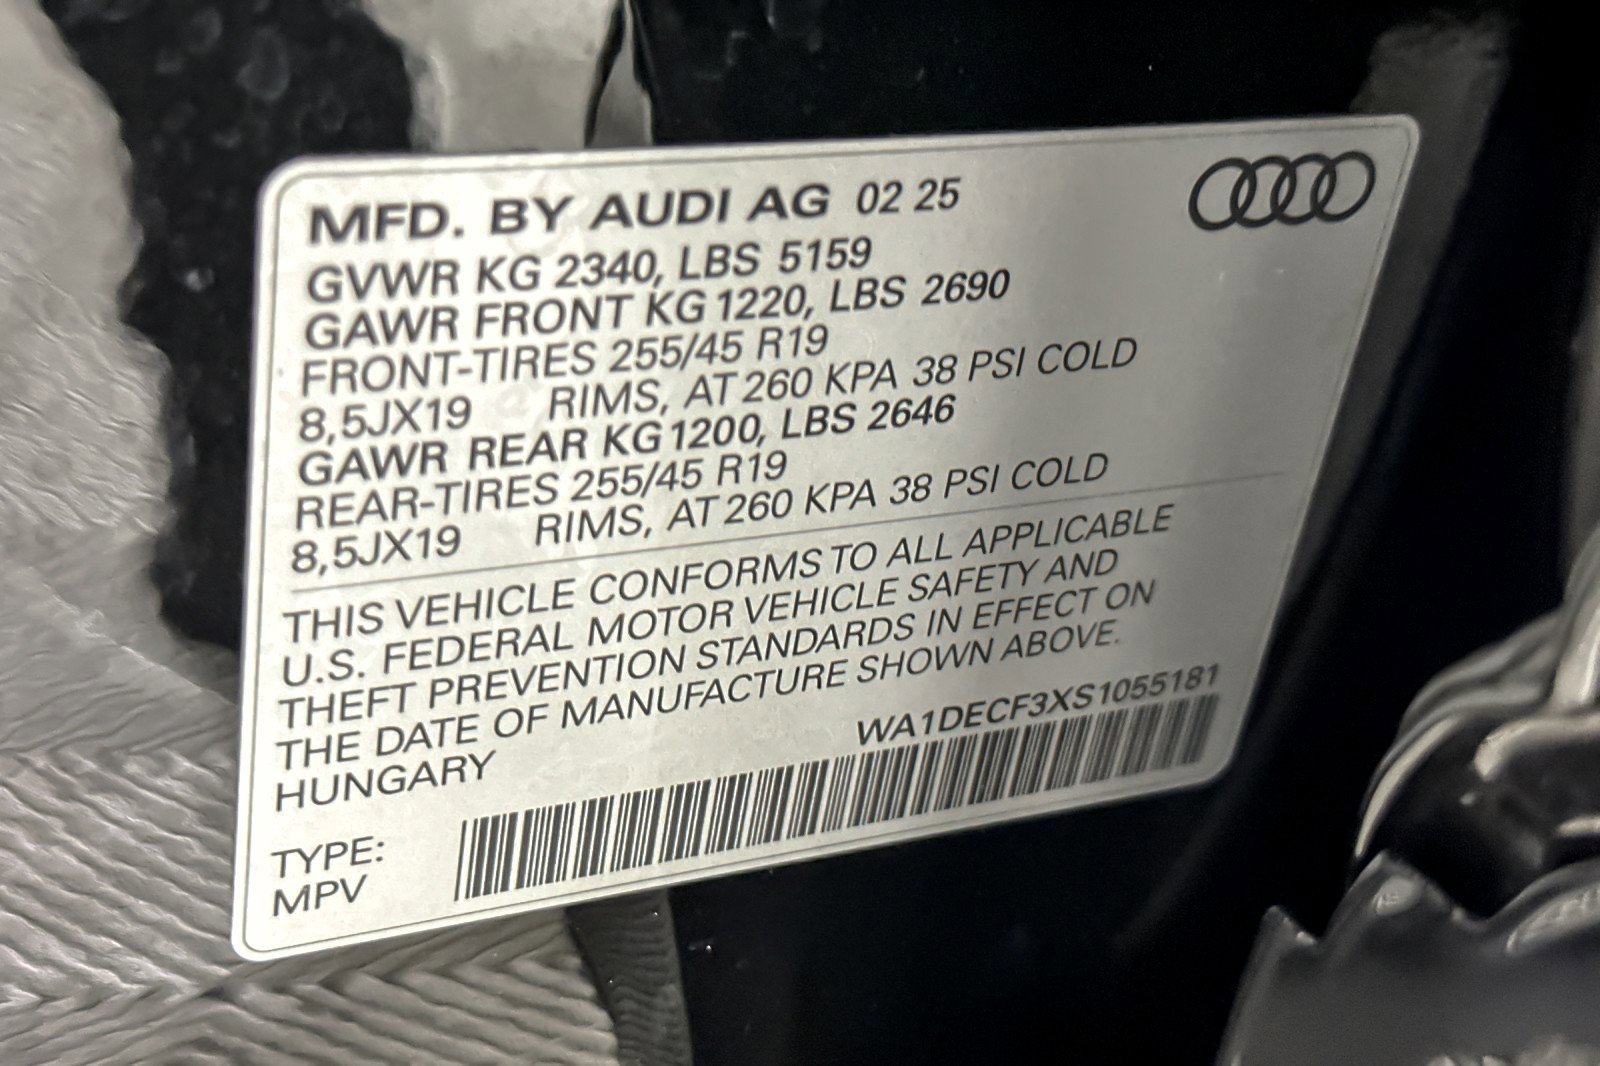 MFD. BY AUDI AG 02 25
GVWR KG 2340, LBS 5159
GAWR FRONT KG 1220, LBS 2690
FRONT-TIRES 255/45 R19
8,5JX19 RIMS, AT 260 KPA 38 PSI COLD
GAWR REAR KG 1200, LBS 2646
REAR-TIRES 255/45 R19
8,5JX19 RIMS, AT 260 KPA 38 PSI COLD
THIS VEHICLE CONFORMS TO ALL APPLICABLE
U.S. FEDERAL MOTOR VEHICLE SAFETY AND
THEFT PREVENTION STANDARDS IN EFFECT ON
THE DATE OF MANUFACTURE SHOWN ABOVE.
HUNGARY WA1DECF3XS1055181
TYPE:
MPV